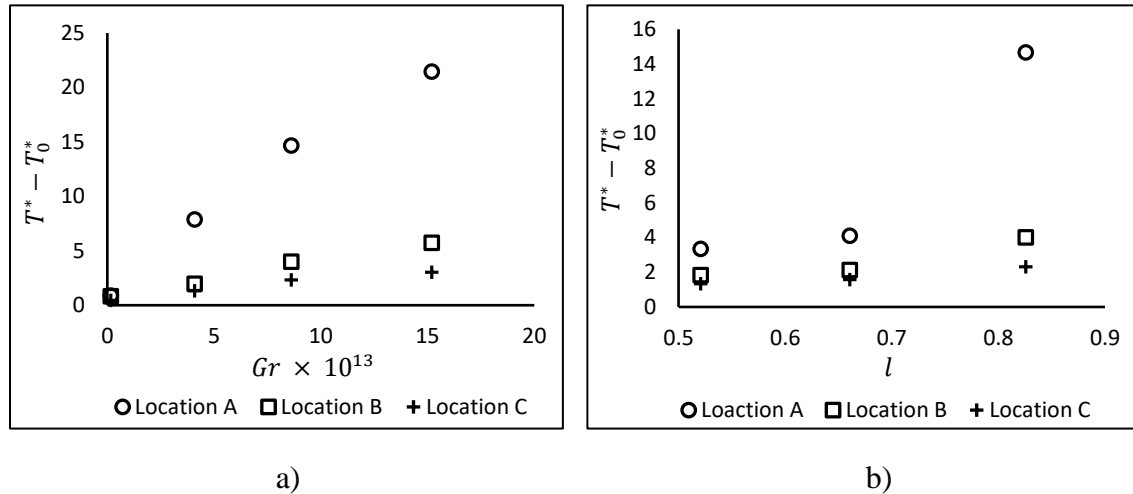 25
20
15
10
5
0
T* − T₀*
0 5 10 15 20
Gr × 10¹³
Location A Location B Location C
a)
16
14
12
10
8
6
4
2
0
T* − T₀*
0.5 0.6 0.7 0.8 0.9
l
Loaction A Location B Location C
b)